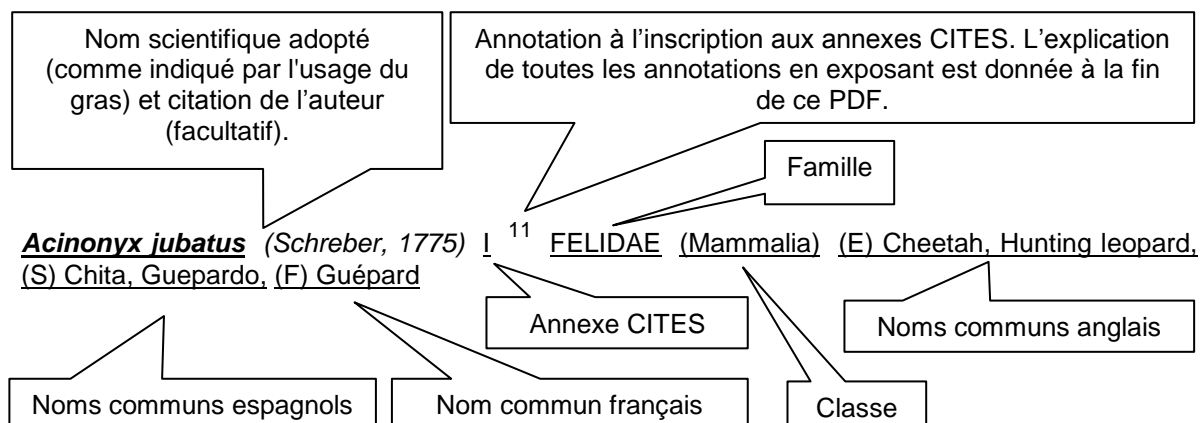 Nom scientifique adopté
(comme indiqué par l'usage du
gras) et citation de l’auteur
(facultatif).
Annotation à l’inscription aux annexes CITES. L’explication
de toutes les annotations en exposant est donnée à la fin
de ce PDF.
Famille
Acinonyx jubatus (Schreber, 1775) I 11 FELIDAE (Mammalia) (E) Cheetah, Hunting leopard,
(S) Chita, Guepardo, (F) Guépard
Annexe CITES
Noms communs anglais
Noms communs espagnols
Nom commun français
Classe